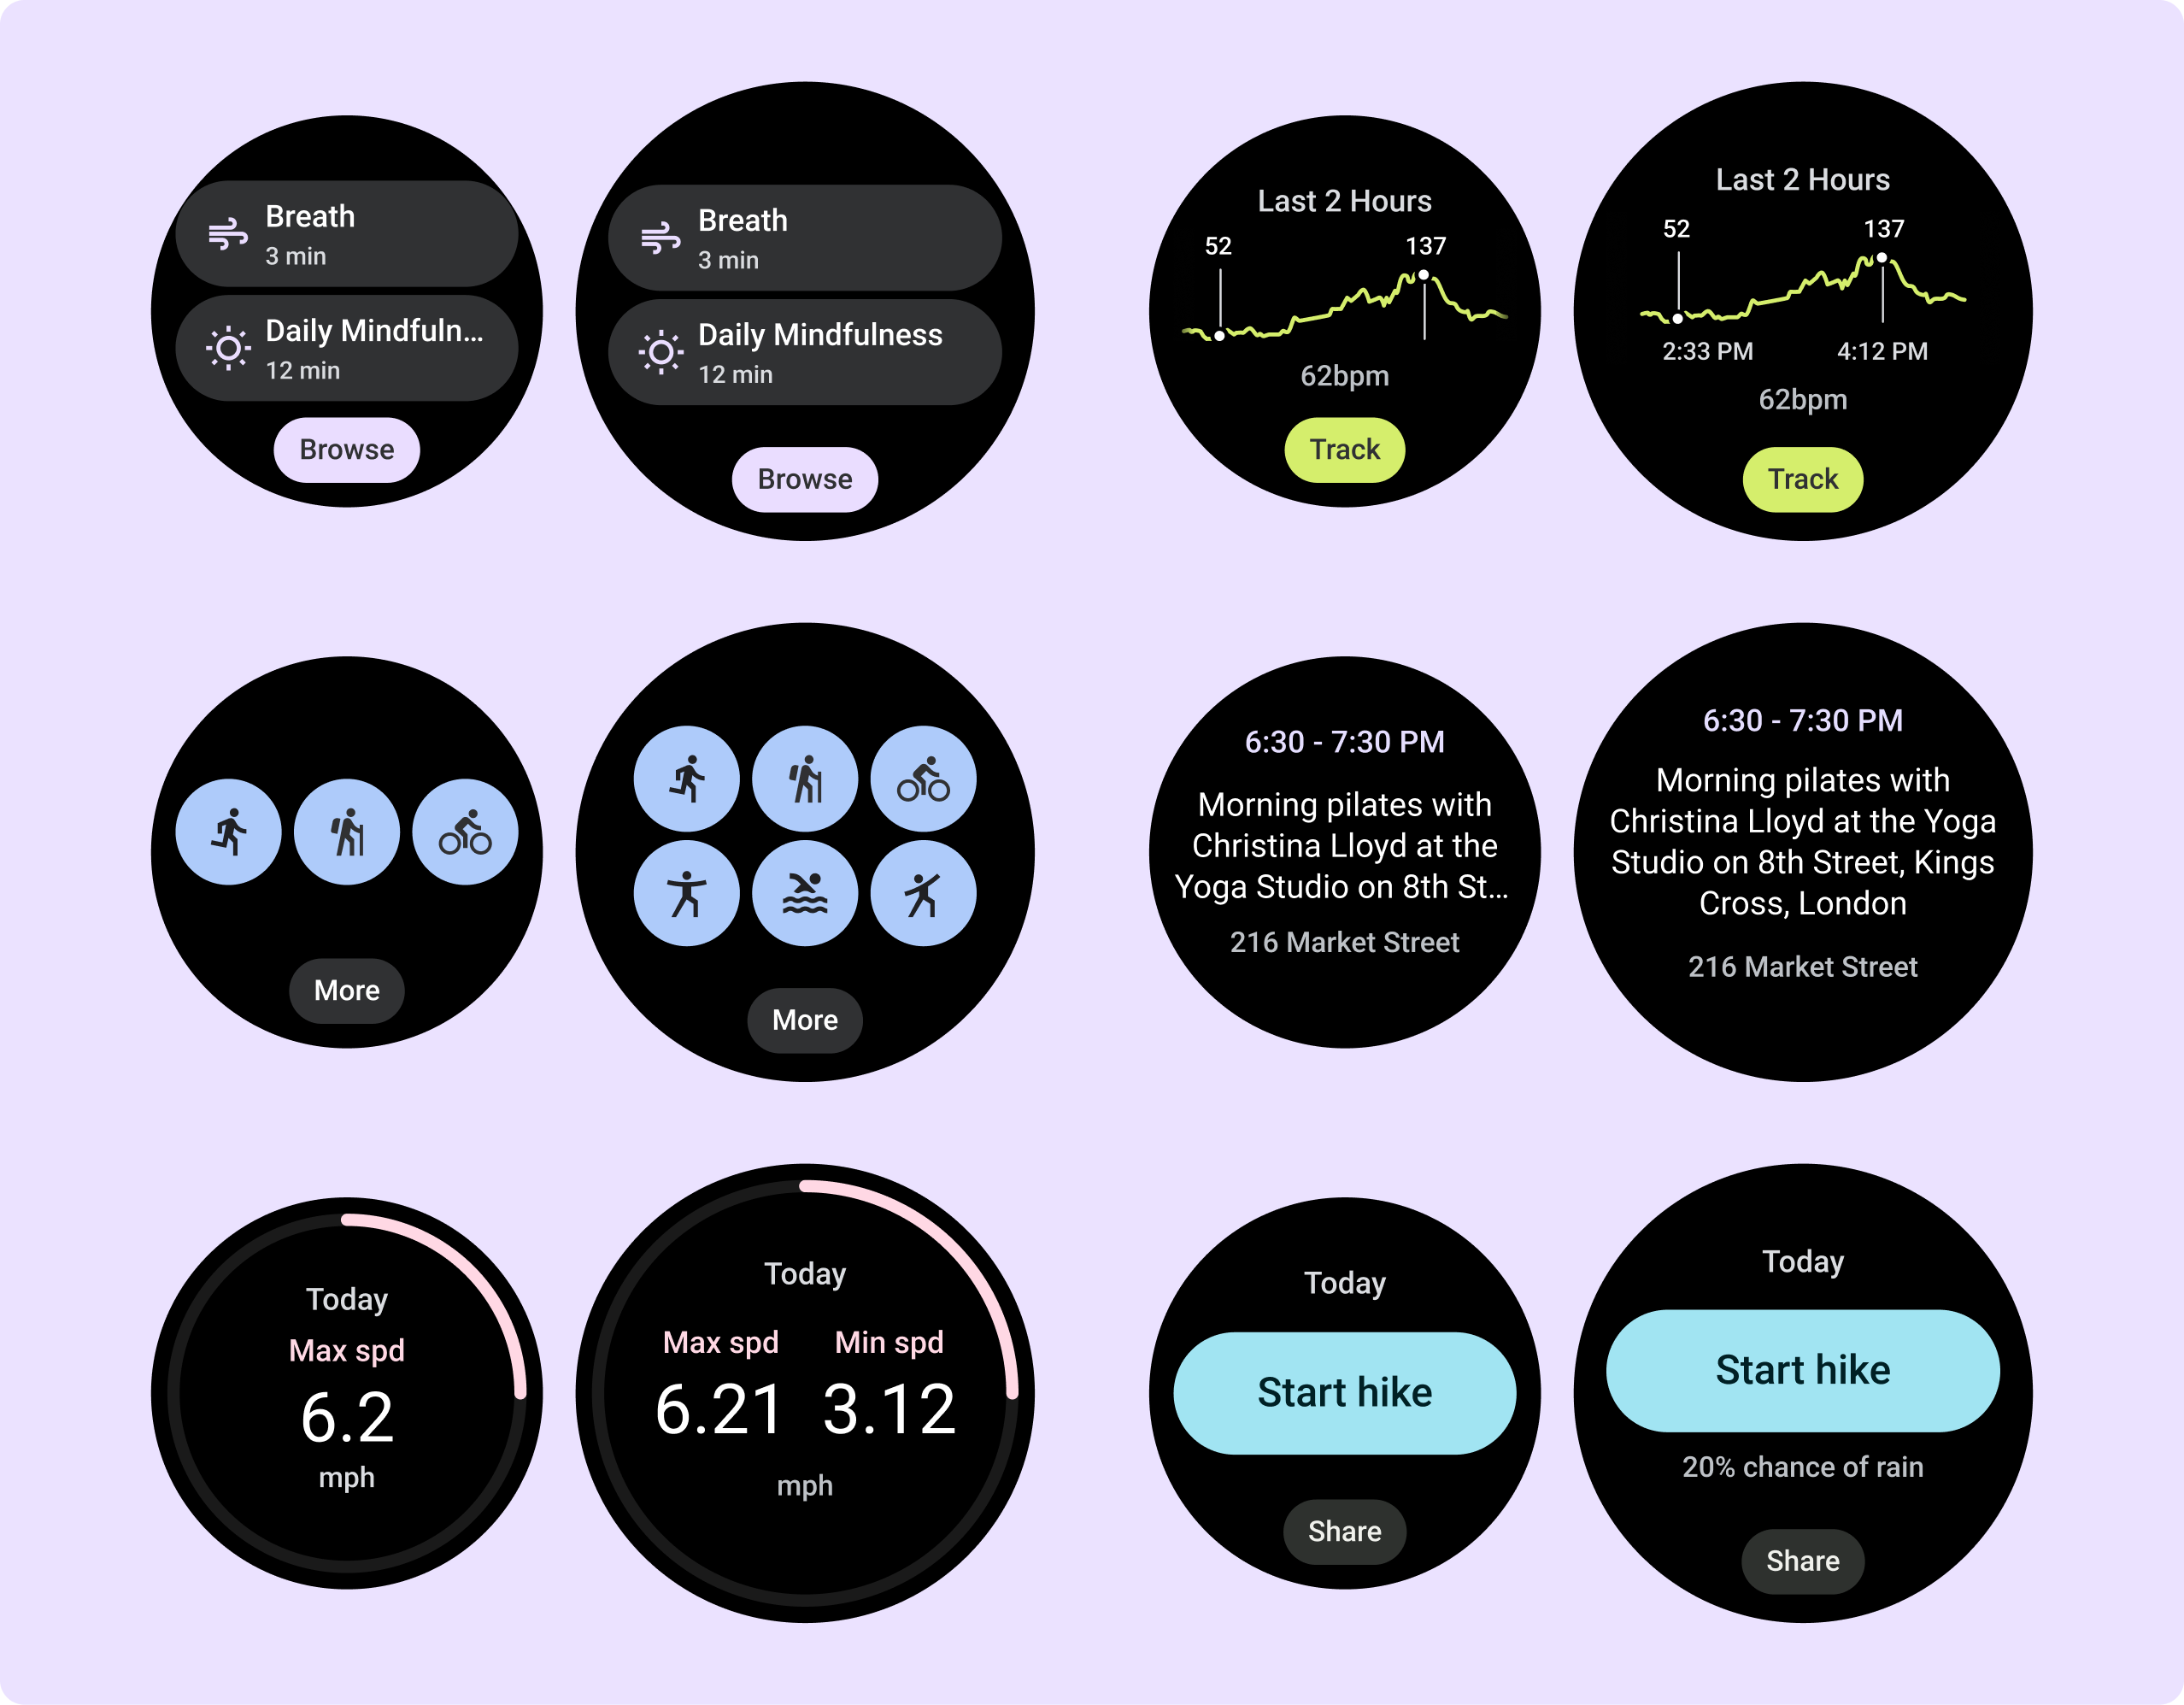 Breath
3 min
Daily Mindfuln...
12 min
Browse
Breath
3 min
Daily Mindfulness
12 min
Browse
Last 2 Hours
52 137
62bpm
Track
Last 2 Hours
52 137
2:33 PM 4:12 PM
62bpm
Track
More
More
6:30 - 7:30 PM
Morning pilates with
Christina Lloyd at the
Yoga Studio on 8th St...
216 Market Street
6:30 - 7:30 PM
Morning pilates with
Christina Lloyd at the Yoga
Studio on 8th Street, Kings
Cross, London
216 Market Street
Today
Max spd
6.2
mph
Today
Max spd Min spd
6.21 3.12
mph
Today
Start hike
Share
Today
Start hike
20% chance of rain
Share